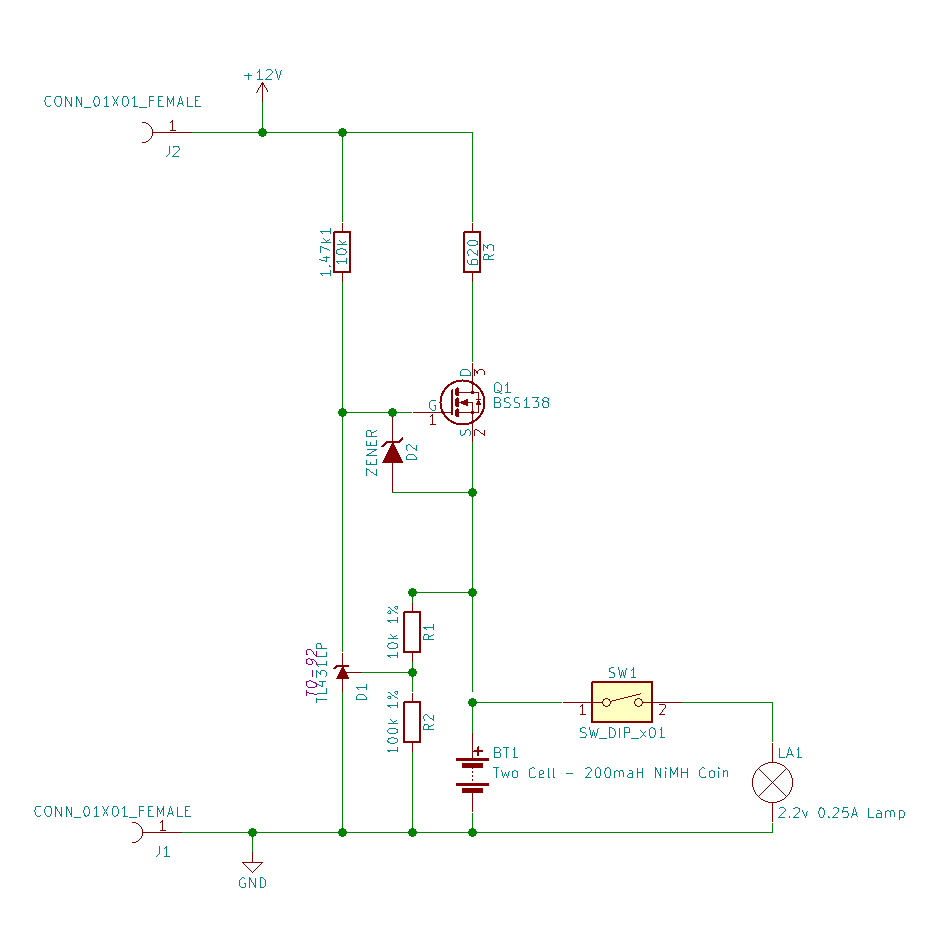 +12V
CONN_01X01_FEMALE
1
J2
1.47k1
10k
620
R3
D
3
Q1
BSS138
G
1
S
2
ZENER
D2
10k 1%
R1
TO-92
TL431LP
D1
SW1
1
2
SW_DIP_x01
100k 1%
R2
BT1
+
Two Cell - 200maH NiMH Coin
LA1
2.2v 0.25A Lamp
CONN_01X01_FEMALE
1
J1
GND